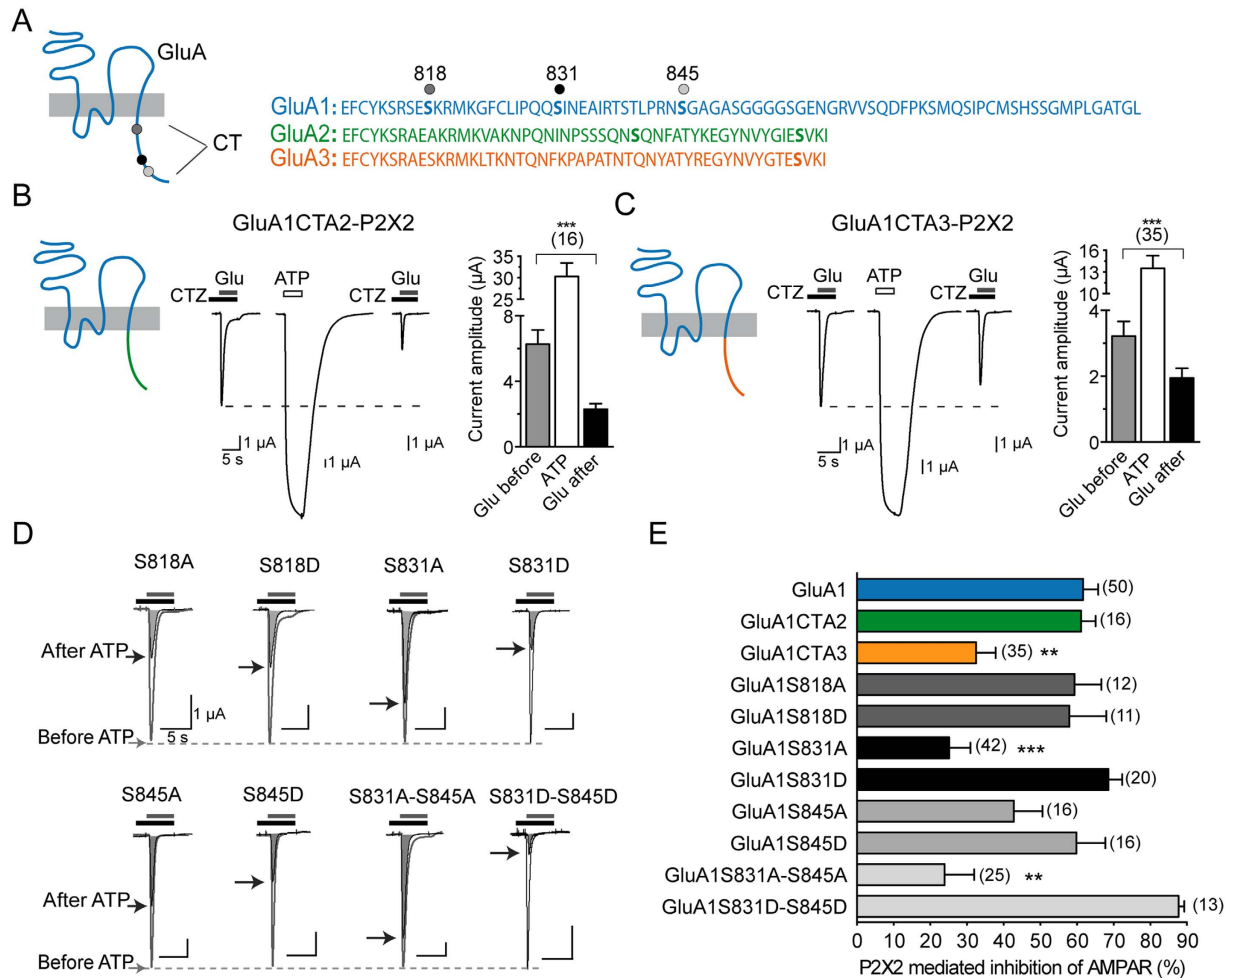 A
GluA
CT
818 831 845
GluA1: EFCYKSRSESKRMKGFCLIPQQSINEAIRTSTLPRNSGAGASGGGGSGENGRVVSQDFPKSMQSIPCMSHSSGMPLGATGL
GluA2: EFCYKSRAEAKRMKVAKNPQNINPSSSQNSQNFATYKEGYNVYGIESVKI
GluA3: EFCYKSRAESKRMKLTKNTQNFKPAPATNTQNYATYREGYNVYGTESVKI
B
GluA1CTA2-P2X2
Glu
CTZ
ATP
Glu
CTZ
1 µA
5 s
1 µA
1 µA
Current amplitude (µA)
35
30
25
8
4
0
***
(16)
Glu before
ATP
Glu after
C
GluA1CTA3-P2X2
Glu
CTZ
ATP
Glu
CTZ
1 µA
5 s
1 µA
1 µA
Current amplitude (µA)
16
13
10
4
2
0
***
(35)
Glu before
ATP
Glu after
D
S818A S818D S831A S831D
After ATP
Before ATP
1 µA
5 s
S845A S845D S831A-S845A S831D-S845D
After ATP
Before ATP
E
GluA1 (50)
GluA1CTA2 (16)
GluA1CTA3 (35) **
GluA1S818A (12)
GluA1S818D (11)
GluA1S831A (42) ***
GluA1S831D (20)
GluA1S845A (16)
GluA1S845D (16)
GluA1S831A-S845A (25) **
GluA1S831D-S845D (13)
0 10 20 30 40 50 60 70 80 90
P2X2 mediated inhibition of AMPAR (%)